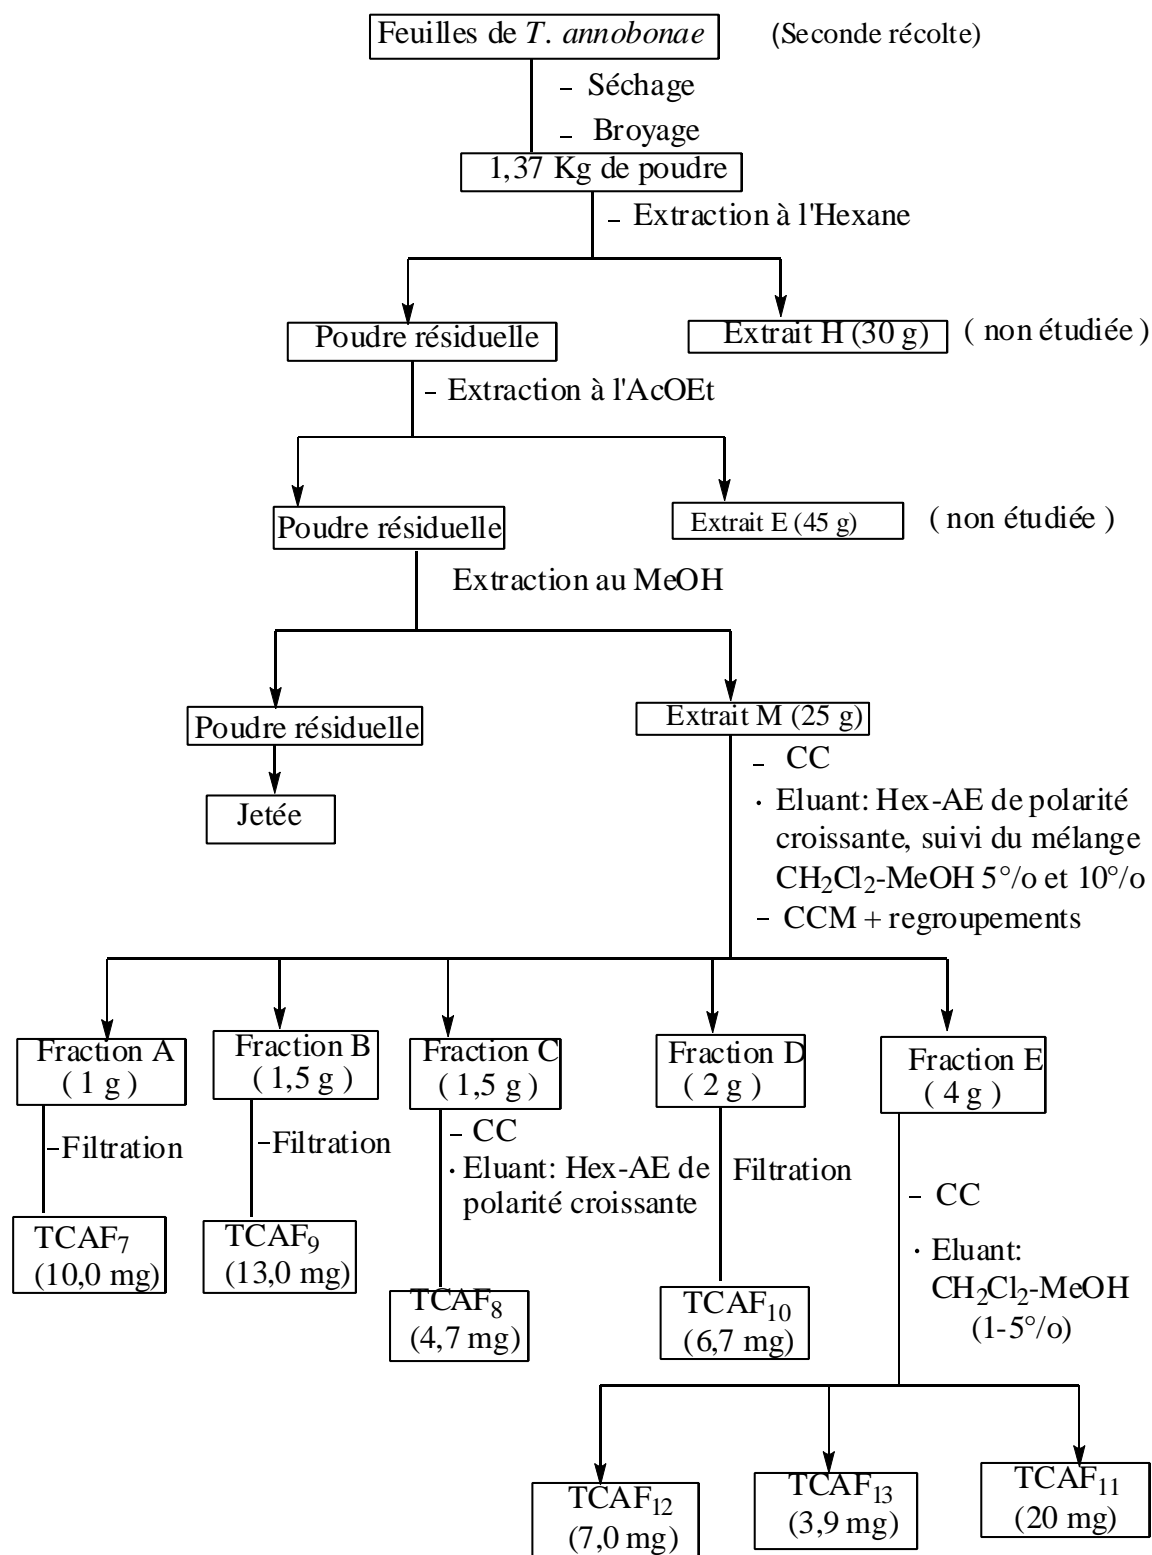 Feuilles de T. annobonae (Seconde récolte)
– Séchage
– Broyage
1,37 Kg de poudre
– Extraction à l'Hexane
Poudre résiduelle
Extrait H (30 g) ( non étudiée )
– Extraction à l'AcOEt
Poudre résiduelle
Extrait E (45 g) ( non étudiée )
Extraction au MeOH
Poudre résiduelle
Extrait M (25 g)
Jetée
– CC
· Eluant: Hex-AE de polarité
croissante, suivi du mélange
CH₂Cl₂-MeOH 5°/o et 10°/o
– CCM + regroupements
Fraction A
( 1 g )
Fraction B
( 1,5 g )
Fraction C
( 1,5 g )
Fraction D
( 2 g )
Fraction E
( 4 g )
–Filtration
–Filtration
– CC
· Eluant: Hex-AE de
polarité croissante
Filtration
– CC
· Eluant:
CH₂Cl₂-MeOH
(1-5°/o)
TCAF₇
(10,0 mg)
TCAF₉
(13,0 mg)
TCAF₈
(4,7 mg)
TCAF₁₀
(6,7 mg)
TCAF₁₂
(7,0 mg)
TCAF₁₃
(3,9 mg)
TCAF₁₁
(20 mg)